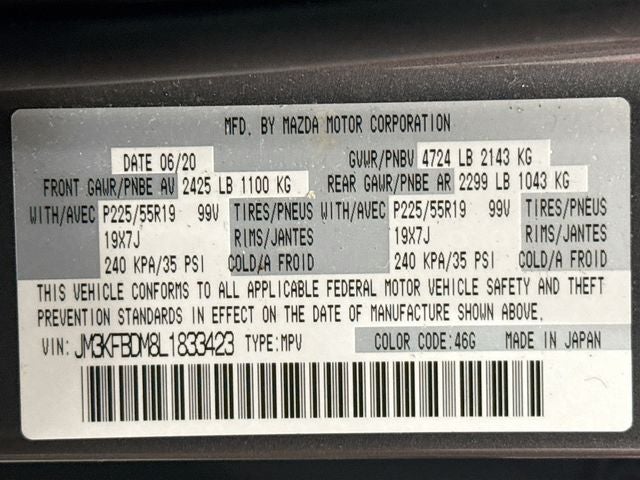 MFD. BY MAZDA MOTOR CORPORATION
DATE 06/20 GVWR/PNBV 4724 LB 2143 KG
FRONT GAWR/PNBE AV 2425 LB 1100 KG REAR GAWR/PNBE AR 2299 LB 1043 KG
WITH/AVEC P225/55R19 99V TIRES/PNEUS WITH/AVEC P225/55R19 99V TIRES/PNEUS
19X7J RIMS/JANTES 19X7J RIMS/JANTES
240 KPA/35 PSI COLD/A FROID 240 KPA/35 PSI COLD/A FROID
THIS VEHICLE CONFORMS TO ALL APPLICABLE FEDERAL MOTOR VEHICLE SAFETY AND THEFT
PREVENTION STANDARDS IN EFFECT ON THE DATE OF MANUFACTURE SHOWN ABOVE.
VIN: JM3KFBDM8L1833423 TYPE:MPV COLOR CODE:46G MADE IN JAPAN